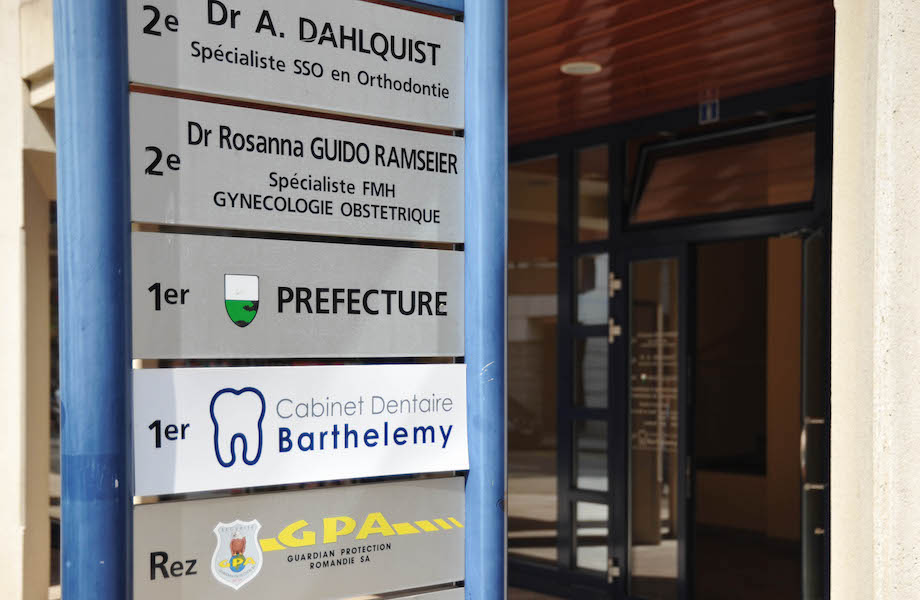 2e Dr A. DAHLQUIST
Spécialiste SSO en Orthodontie
2e Dr Rosanna GUIDO RAMSEIER
Spécialiste FMH
GYNECOLOGIE OBSTETRIQUE
1er PREFECTURE
1er Cabinet Dentaire
Barthelemy
Rez GPA
GUARDIAN PROTECTION
ROMANDIE SA
GPA